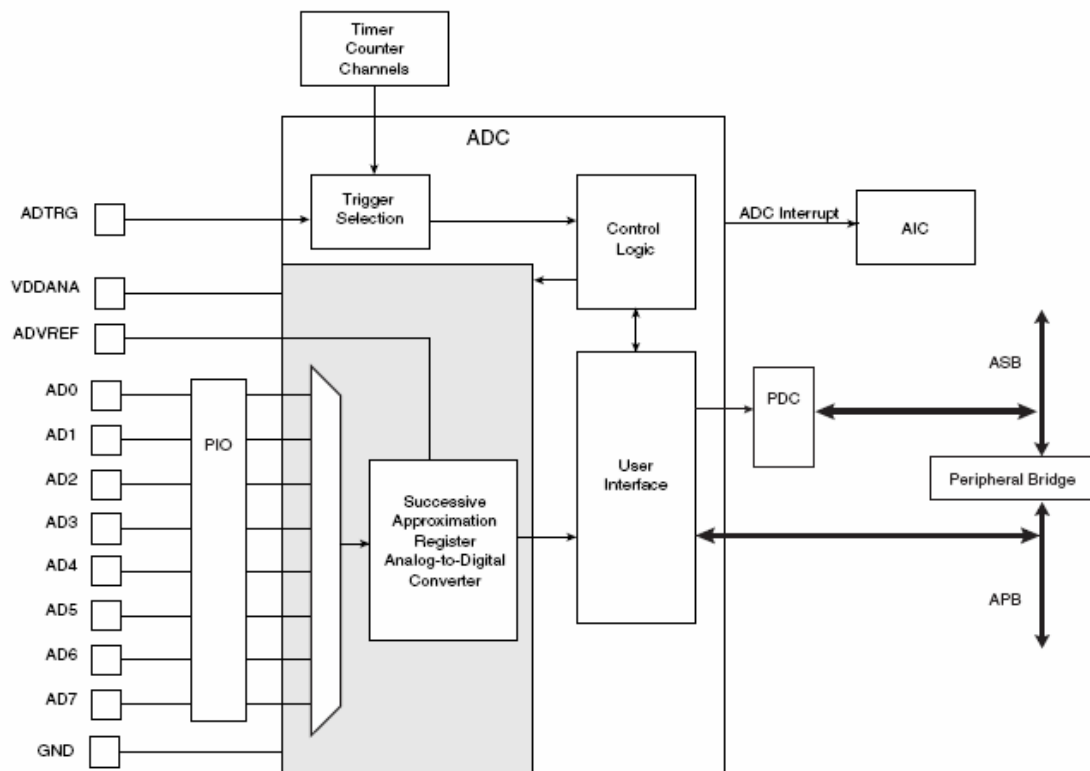 Timer
Counter
Channels
ADC
ADTRG
Trigger
Selection
Control
Logic
ADC Interrupt
AIC
VDDANA
ADVREF
AD0
AD1
AD2
AD3
AD4
AD5
AD6
AD7
GND
PIO
Successive
Approximation
Register
Analog-to-Digital
Converter
User
Interface
PDC
ASB
Peripheral Bridge
APB